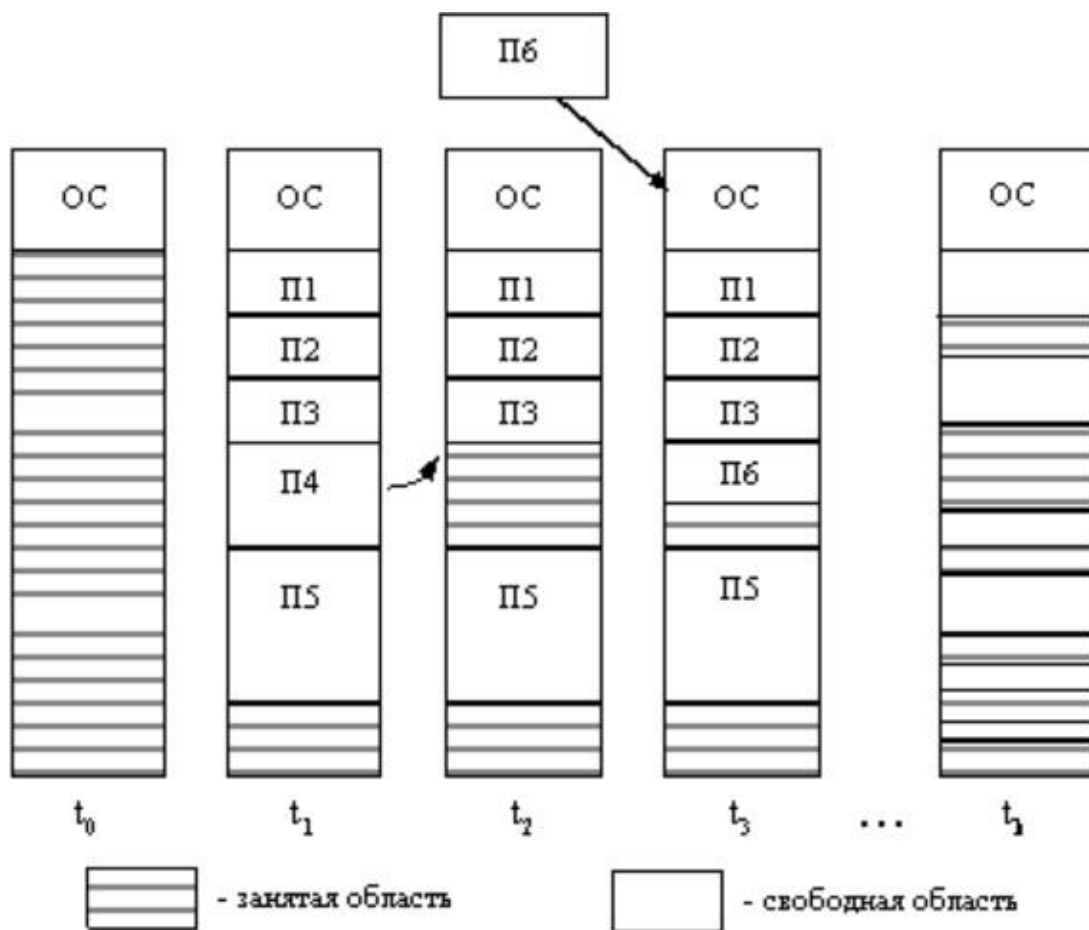 П6
ОС ОС ОС ОС ОС
П1 П1 П1
П2 П2 П2
П3 П3 П3
П4 П6
П5 П5 П5
t0 t1 t2 t3 ...
- занятая область - свободная область